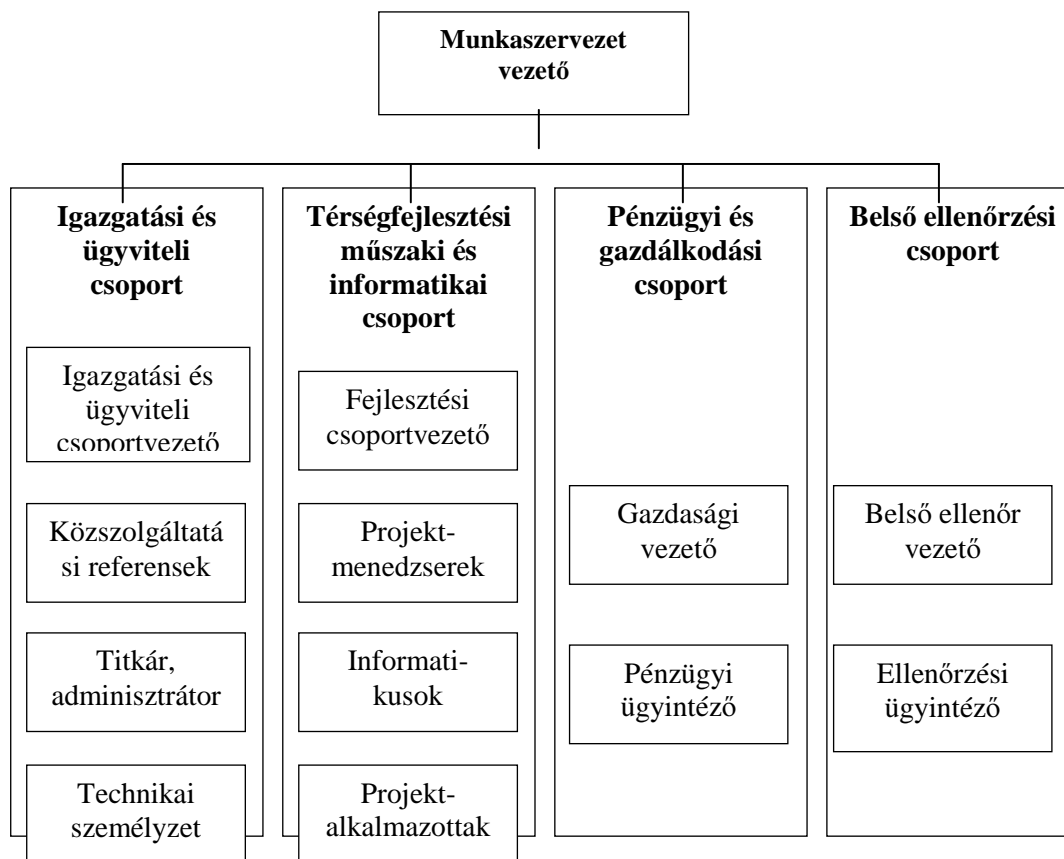 Munkaszervezet
vezető
Igazgatási és
ügyviteli
csoport
Igazgatási és
ügyviteli
csoportvezető
Közszolgáltatá
si referensek
Titkár,
adminisztrátor
Technikai
személyzet
Térségfejlesztési
műszaki és
informatikai
csoport
Fejlesztési
csoportvezető
Projekt-
menedzserek
Informati-
kusok
Projekt-
alkalmazottak
Pénzügyi és
gazdálkodási
csoport
Gazdasági
vezető
Pénzügyi
ügyintéző
Belső ellenőrzési
csoport
Belső ellenőr
vezető
Ellenőrzési
ügyintéző